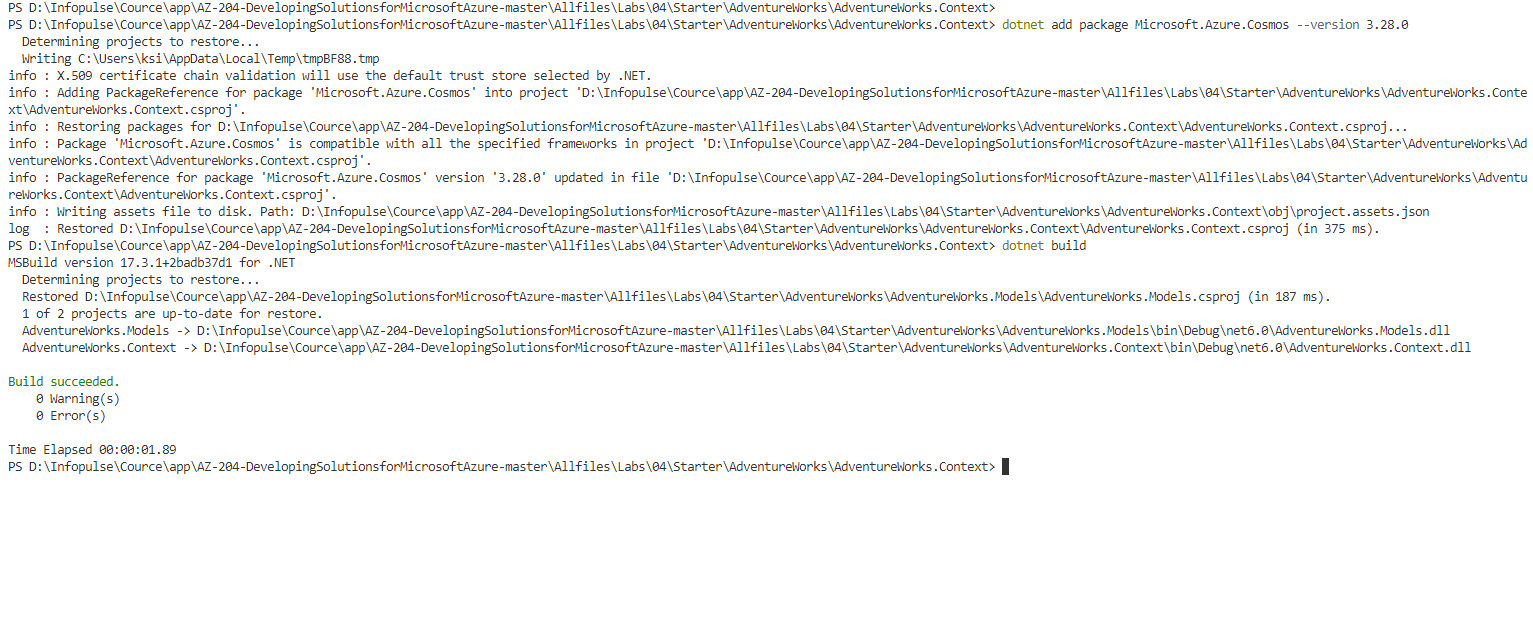 PS D:\Infopulse\Cource\app\AZ-204-DevelopingSolutionsforMicrosoftAzure-master\Allfiles\Labs\04\Starter\AdventureWorks\AdventureWorks.Context>
PS D:\Infopulse\Cource\app\AZ-204-DevelopingSolutionsforMicrosoftAzure-master\Allfiles\Labs\04\Starter\AdventureWorks\AdventureWorks.Context> dotnet add package Microsoft.Azure.Cosmos --version 3.28.0
  Determining projects to restore...
  Writing C:\Users\ksi\AppData\Local\Temp\tmpBF88.tmp
info : X.509 certificate chain validation will use the default trust store selected by .NET.
info : Adding PackageReference for package 'Microsoft.Azure.Cosmos' into project 'D:\Infopulse\Cource\app\AZ-204-DevelopingSolutionsforMicrosoftAzure-master\Allfiles\Labs\04\Starter\AdventureWorks\AdventureWorks.Conte
xt\AdventureWorks.Context.csproj'.
info : Restoring packages for D:\Infopulse\Cource\app\AZ-204-DevelopingSolutionsforMicrosoftAzure-master\Allfiles\Labs\04\Starter\AdventureWorks\AdventureWorks.Context\AdventureWorks.Context.csproj...
info : Package 'Microsoft.Azure.Cosmos' is compatible with all the specified frameworks in project 'D:\Infopulse\Cource\app\AZ-204-DevelopingSolutionsforMicrosoftAzure-master\Allfiles\Labs\04\Starter\AdventureWorks\Ad
ventureWorks.Context\AdventureWorks.Context.csproj'.
info : PackageReference for package 'Microsoft.Azure.Cosmos' version '3.28.0' updated in file 'D:\Infopulse\Cource\app\AZ-204-DevelopingSolutionsforMicrosoftAzure-master\Allfiles\Labs\04\Starter\AdventureWorks\Adventu
reWorks.Context\AdventureWorks.Context.csproj'.
info : Writing assets file to disk. Path: D:\Infopulse\Cource\app\AZ-204-DevelopingSolutionsforMicrosoftAzure-master\Allfiles\Labs\04\Starter\AdventureWorks\AdventureWorks.Context\obj\project.assets.json
log  : Restored D:\Infopulse\Cource\app\AZ-204-DevelopingSolutionsforMicrosoftAzure-master\Allfiles\Labs\04\Starter\AdventureWorks\AdventureWorks.Context\AdventureWorks.Context.csproj (in 375 ms).
PS D:\Infopulse\Cource\app\AZ-204-DevelopingSolutionsforMicrosoftAzure-master\Allfiles\Labs\04\Starter\AdventureWorks\AdventureWorks.Context> dotnet build
MSBuild version 17.3.1+2badb37d1 for .NET
  Determining projects to restore...
  Restored D:\Infopulse\Cource\app\AZ-204-DevelopingSolutionsforMicrosoftAzure-master\Allfiles\Labs\04\Starter\AdventureWorks\AdventureWorks.Models\AdventureWorks.Models.csproj (in 187 ms).
  1 of 2 projects are up-to-date for restore.
  AdventureWorks.Models -> D:\Infopulse\Cource\app\AZ-204-DevelopingSolutionsforMicrosoftAzure-master\Allfiles\Labs\04\Starter\AdventureWorks\AdventureWorks.Models\bin\Debug\net6.0\AdventureWorks.Models.dll
  AdventureWorks.Context -> D:\Infopulse\Cource\app\AZ-204-DevelopingSolutionsforMicrosoftAzure-master\Allfiles\Labs\04\Starter\AdventureWorks\AdventureWorks.Context\bin\Debug\net6.0\AdventureWorks.Context.dll
Build succeeded.
    0 Warning(s)
    0 Error(s)
Time Elapsed 00:00:01.89
PS D:\Infopulse\Cource\app\AZ-204-DevelopingSolutionsforMicrosoftAzure-master\Allfiles\Labs\04\Starter\AdventureWorks\AdventureWorks.Context>